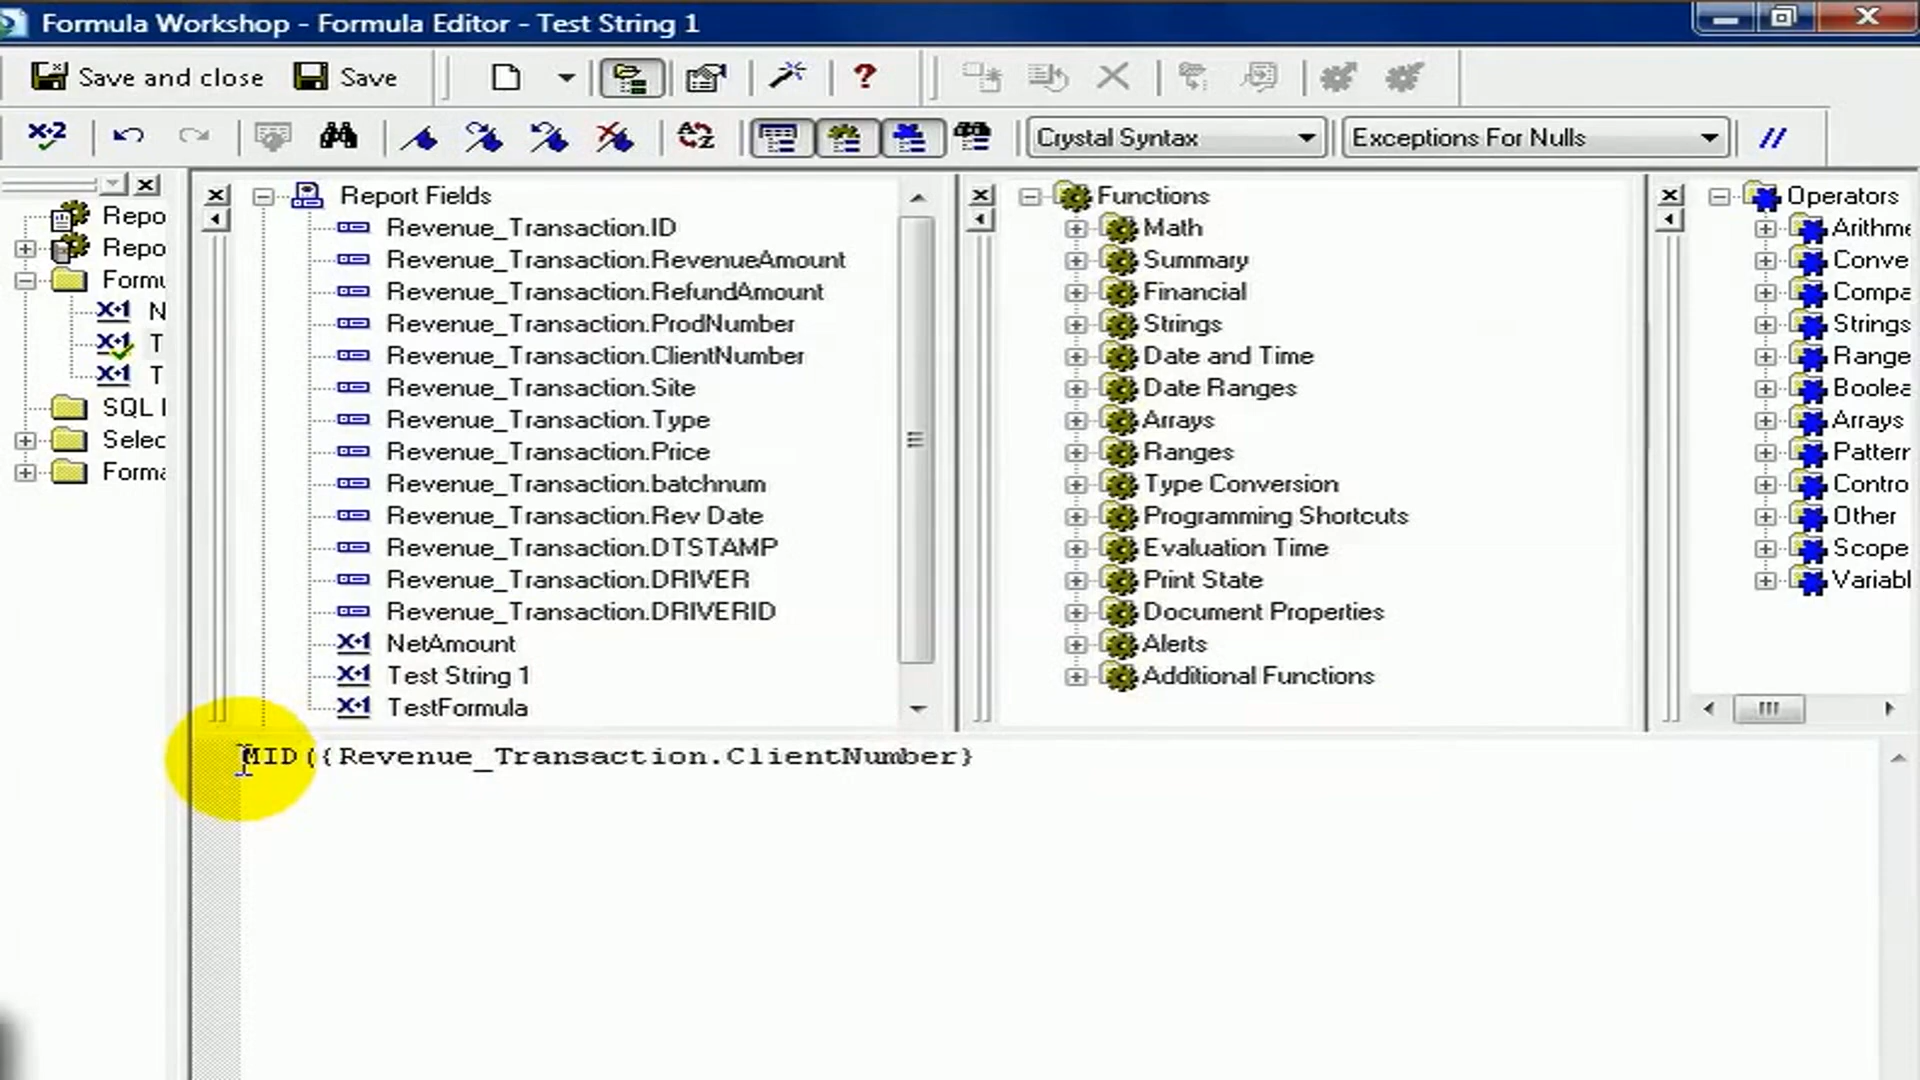 Formula Workshop - Formula Editor - Test String 1
Save and close Save
Crystal Syntax Exceptions For Nulls //
Repo
Repo
Formu
N
T
T
SQL
Selec
Forma
Report Fields
Revenue_Transaction.ID
Revenue_Transaction.RevenueAmount
Revenue_Transaction.RefundAmount
Revenue_Transaction.ProdNumber
Revenue_Transaction.ClientNumber
Revenue_Transaction.Site
Revenue_Transaction.Type
Revenue_Transaction.Price
Revenue_Transaction.batchnum
Revenue_Transaction.Rev Date
Revenue_Transaction.DTSTAMP
Revenue_Transaction.DRIVER
Revenue_Transaction.DRIVERID
NetAmount
Test String 1
TestFormula
Functions
Math
Summary
Financial
Strings
Date and Time
Date Ranges
Arrays
Ranges
Type Conversion
Programming Shortcuts
Evaluation Time
Print State
Document Properties
Alerts
Additional Functions
Operators
Arithme
Conve
Compa
Strings
Range
Boolea
Arrays
Pattern
Contro
Other
Scope
Variabl
MID({Revenue_Transaction.ClientNumber}